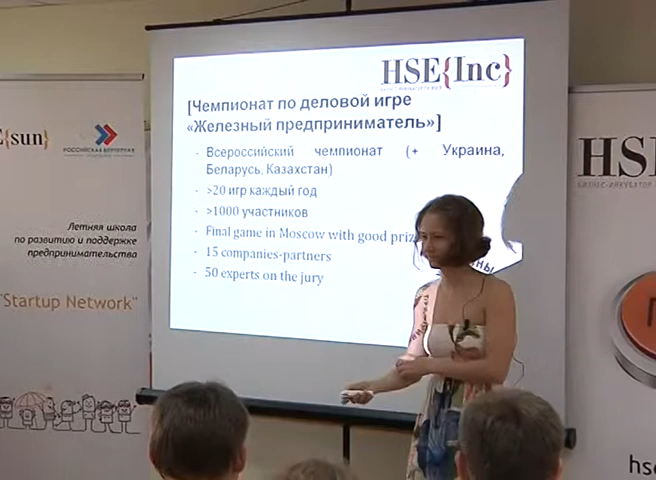 {sun}
РОССИЙСКАЯ ВЕНЧУРНАЯ
Летняя школа
по развитию и поддержке
предпринимательства
"Startup Network"
HSE{Inc}
[Чемпионат по деловой игре
«Железный предприниматель»]
- Всероссийский чемпионат (+ Украина,
Беларусь, Казахстан)
- >20 игр каждый год
- >1000 участников
- Final game in Moscow with good
- 15 companies-partners
- 50 experts on the jury
HSE
БИЗНЕС-ИНКУБАТОР
hse